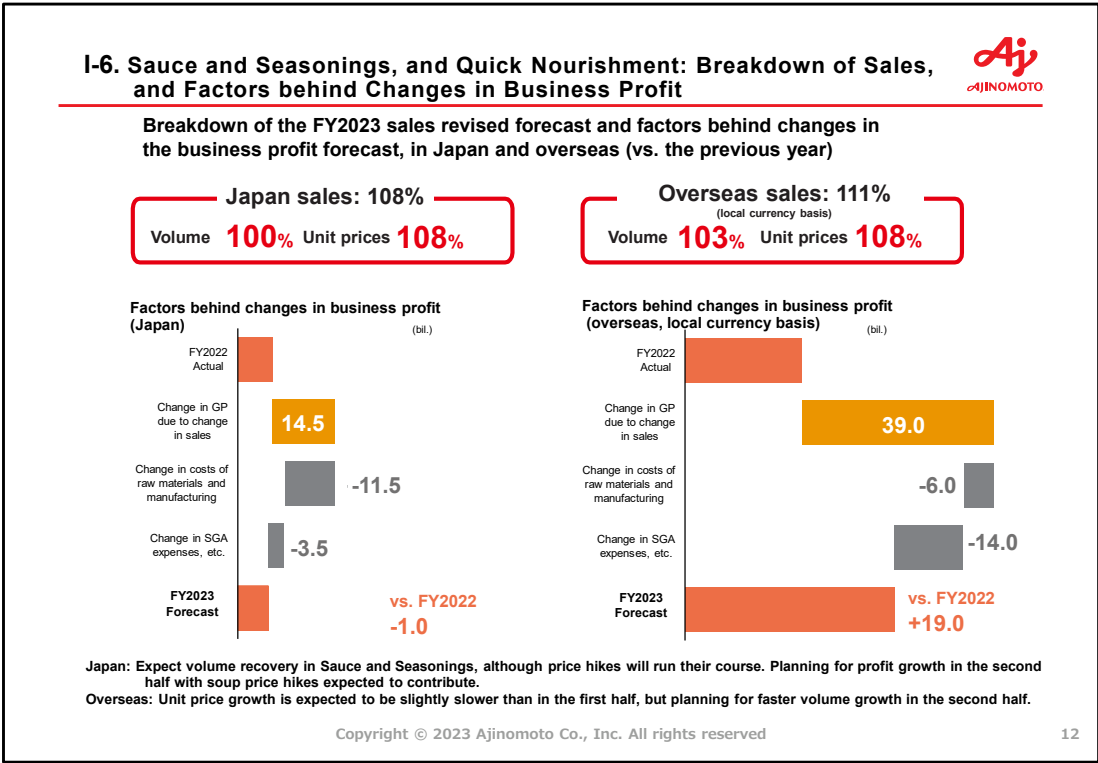 I-6. Sauce and Seasonings, and Quick Nourishment: Breakdown of Sales,
and Factors behind Changes in Business Profit
Aj
AJINOMOTO
Breakdown of the FY2023 sales revised forecast and factors behind changes in
the business profit forecast, in Japan and overseas (vs. the previous year)
Japan sales: 108%
Volume 100% Unit prices 108%
Overseas sales: 111%
(local currency basis)
Volume 103% Unit prices 108%
Factors behind changes in business profit
(Japan)
(bil.)
FY2022
Actual
Change in GP
due to change
in sales
14.5
Change in costs of
raw materials and
manufacturing
-11.5
Change in SGA
expenses, etc.
-3.5
FY2023
Forecast
vs. FY2022
-1.0
Factors behind changes in business profit
(overseas, local currency basis)
(bil.)
FY2022
Actual
Change in GP
due to change
in sales
39.0
Change in costs of
raw materials and
manufacturing
-6.0
Change in SGA
expenses, etc.
-14.0
FY2023
Forecast
vs. FY2022
+19.0
Japan: Expect volume recovery in Sauce and Seasonings, although price hikes will run their course. Planning for profit growth in the second
half with soup price hikes expected to contribute.
Overseas: Unit price growth is expected to be slightly slower than in the first half, but planning for faster volume growth in the second half.
Copyright © 2023 Ajinomoto Co., Inc. All rights reserved
12